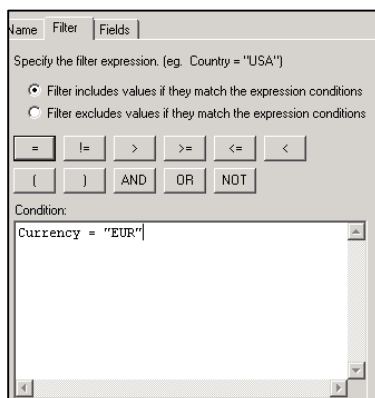 Name Filter Fields
Specify the filter expression. (eg. Country = "USA")
Filter includes values if they match the expression conditions
Filter excludes values if they match the expression conditions
= != > >= <= <
( ) AND OR NOT
Condition:
Currency = "EUR"